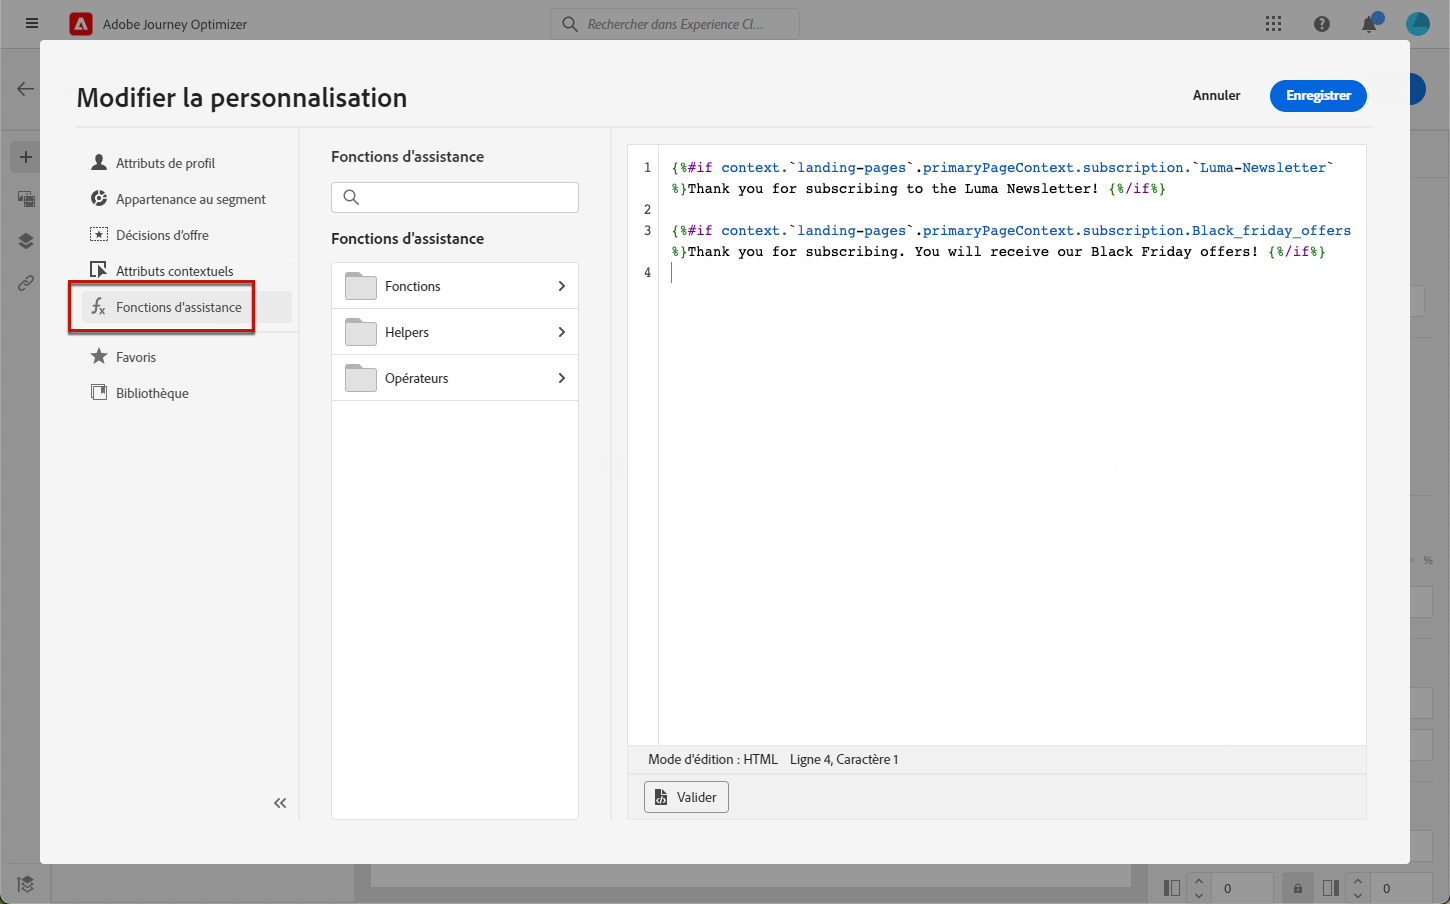 Adobe Journey Optimizer
Rechercher dans Experience Cl...
Modifier la personnalisation
Annuler
Enregistrer
Attributs de profil
Appartenance au segment
Décisions d'offre
Attributs contextuels
Fonctions d'assistance
Favoris
Bibliothèque
Fonctions d'assistance
Fonctions d'assistance
Fonctions
Helpers
Opérateurs
1 {%#if context.`landing-pages`.primaryPageContext.subscription.`Luma-Newsletter`
%}Thank you for subscribing to the Luma Newsletter! {%/if%}
2
3 {%#if context.`landing-pages`.primaryPageContext.subscription.Black_friday_offers
%}Thank you for subscribing. You will receive our Black Friday offers! {%/if%}
4
Mode d'édition : HTML Ligne 4, Caractère 1
Valider
%
0
0